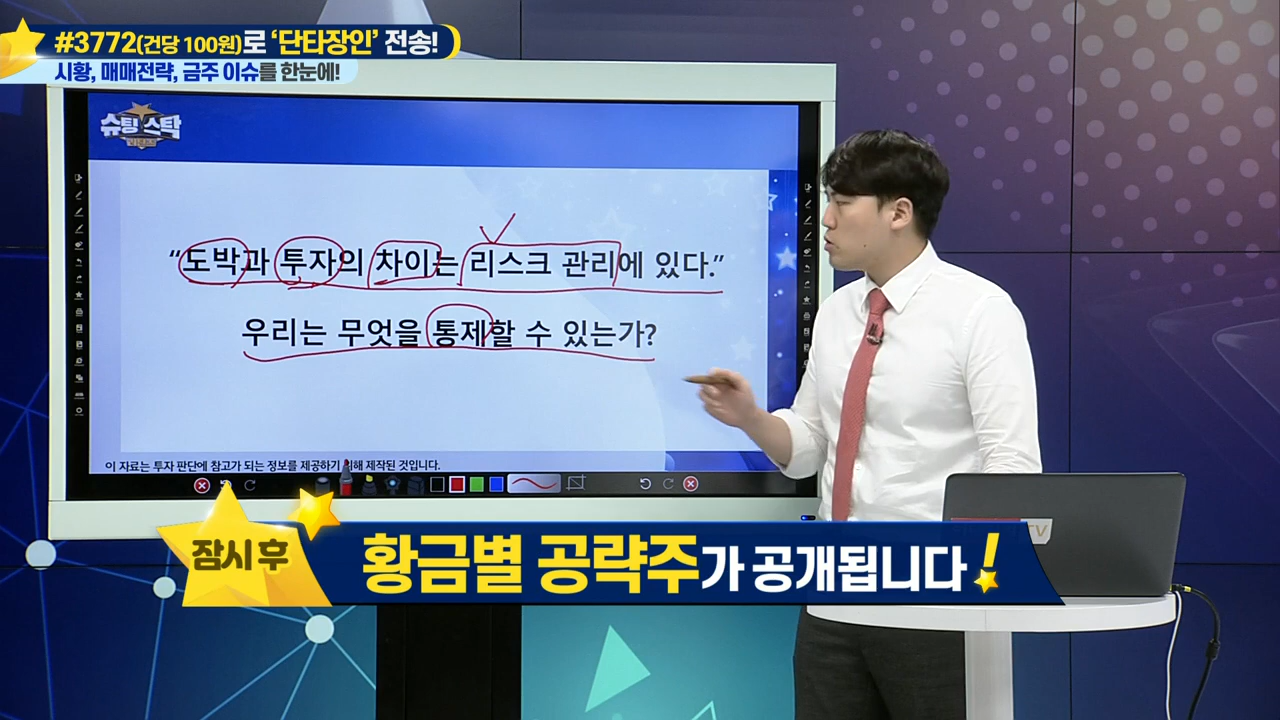 #3772(건당 100원)로 ‘단타장인’ 전송!
시황, 매매전략, 금주 이슈를 한눈에!
슈팅 스탁
“도박과 투자의 차이는 리스크 관리에 있다.”
우리는 무엇을 통제할 수 있는가?
이 자료는 투자 판단에 참고가 되는 정보를 제공하기 위해 제작된 것입니다.
잠시 후
황금별 공략주가 공개됩니다!
TV